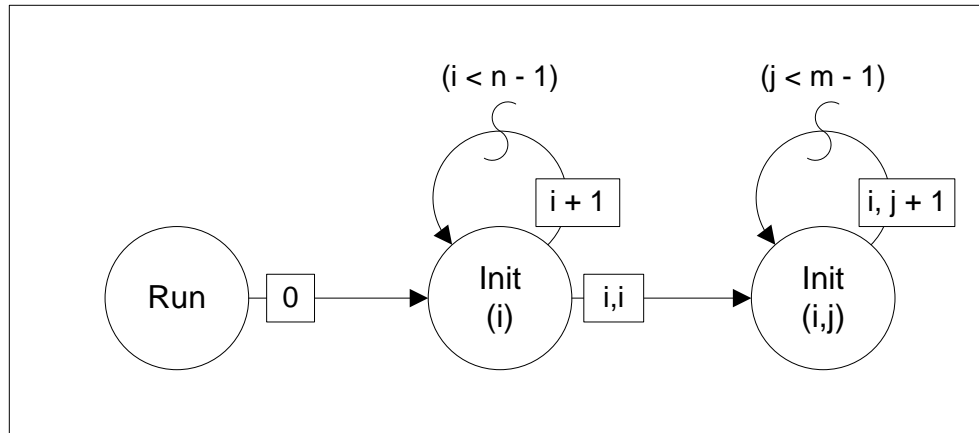 (i < n - 1)
(j < m - 1)
i + 1
i, j + 1
Run
0
Init
(i)
i,i
Init
(i,j)